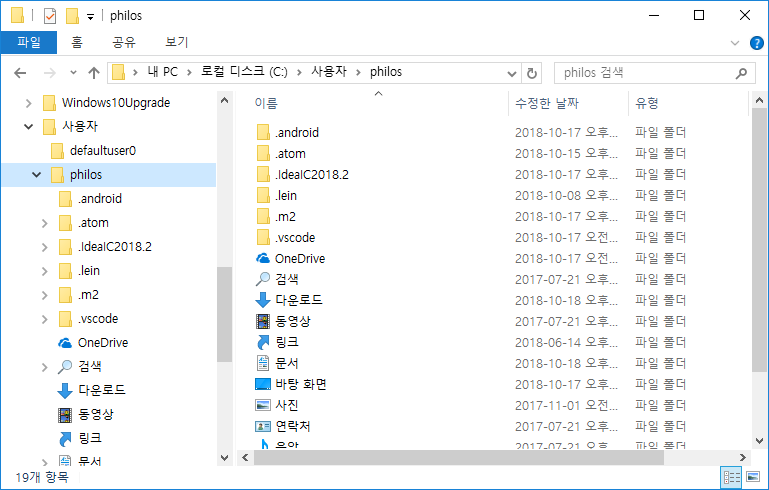 philos
파일 홈 공유 보기
내 PC 로컬 디스크 (C:) 사용자 philos
philos 검색
Windows10Upgrade
사용자
defaultuser0
philos
.android
.atom
.IdeaIC2018.2
.lein
.m2
.vscode
OneDrive
검색
다운로드
동영상
링크
문서
이름 수정한 날짜 유형
.android 2018-10-17 오후... 파일 폴더
.atom 2018-10-15 오후... 파일 폴더
.IdeaIC2018.2 2018-10-17 오후... 파일 폴더
.lein 2018-10-08 오후... 파일 폴더
.m2 2018-10-17 오후... 파일 폴더
.vscode 2018-10-17 오전... 파일 폴더
OneDrive 2018-10-17 오후... 파일 폴더
검색 2017-07-21 오후... 파일 폴더
다운로드 2018-10-18 오후... 파일 폴더
동영상 2017-07-21 오후... 파일 폴더
링크 2018-06-14 오후... 파일 폴더
문서 2018-10-18 오후... 파일 폴더
바탕 화면 2018-10-17 오후... 파일 폴더
사진 2017-11-01 오전... 파일 폴더
연락처 2017-07-21 오후... 파일 폴더
음악 2017-07-21 오후... 파일 폴더
19개 항목